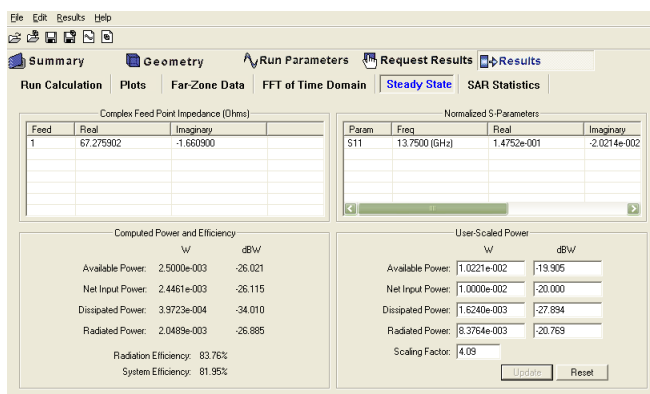 File Edit Results Help
Summary Geometry Run Parameters Request Results Results
Run Calculation Plots Far-Zone Data FFT of Time Domain Steady State SAR Statistics
Complex Feed Point Impedance (Ohms)
Feed Real Imaginary
1 67.275902 -1.660900
Normalized S-Parameters
Param Freq Real Imaginary
S11 13.7500 (GHz) 1.4752e-001 -2.0214e-002
Computed Power and Efficiency
W dBW
Available Power: 2.5000e-003 -26.021
Net Input Power: 2.4461e-003 -26.115
Dissipated Power: 3.9723e-004 -34.010
Radiated Power: 2.0489e-003 -26.885
Radiation Efficiency: 83.76%
System Efficiency: 81.95%
User-Scaled Power
W dBW
Available Power: 1.0221e-002 -19.905
Net Input Power: 1.0000e-002 -20.000
Dissipated Power: 1.6240e-003 -27.894
Radiated Power: 8.3764e-003 -20.769
Scaling Factor: 4.09
Update Reset